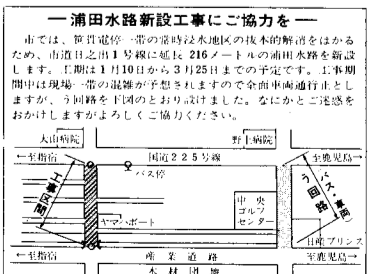 浦田水路新設工事にご協力を
市では、笹貫電停一帯の常時浸水地区の抜本的解消をはかる
ため、市道日之出1号線に延長216メートルの浦田水路を新設
します。工期は1月10日から3月25日までの予定です。工事期
間中は現場一帯の混雑が予想されますので全面車両通行止とし
ますが、う回路を下図のとおり設けました。なにかとご迷惑を
おかけしますがよろしくご協力ください。
大山病院
野上病院
←至指宿
国道225号線
至鹿児島→
バス停
工事区間
ヤマハボート
中央
ゴルフ
センター
バス・車両
う回路
日産プリンス
←至指宿
産業道路
至鹿児島→
木材団地